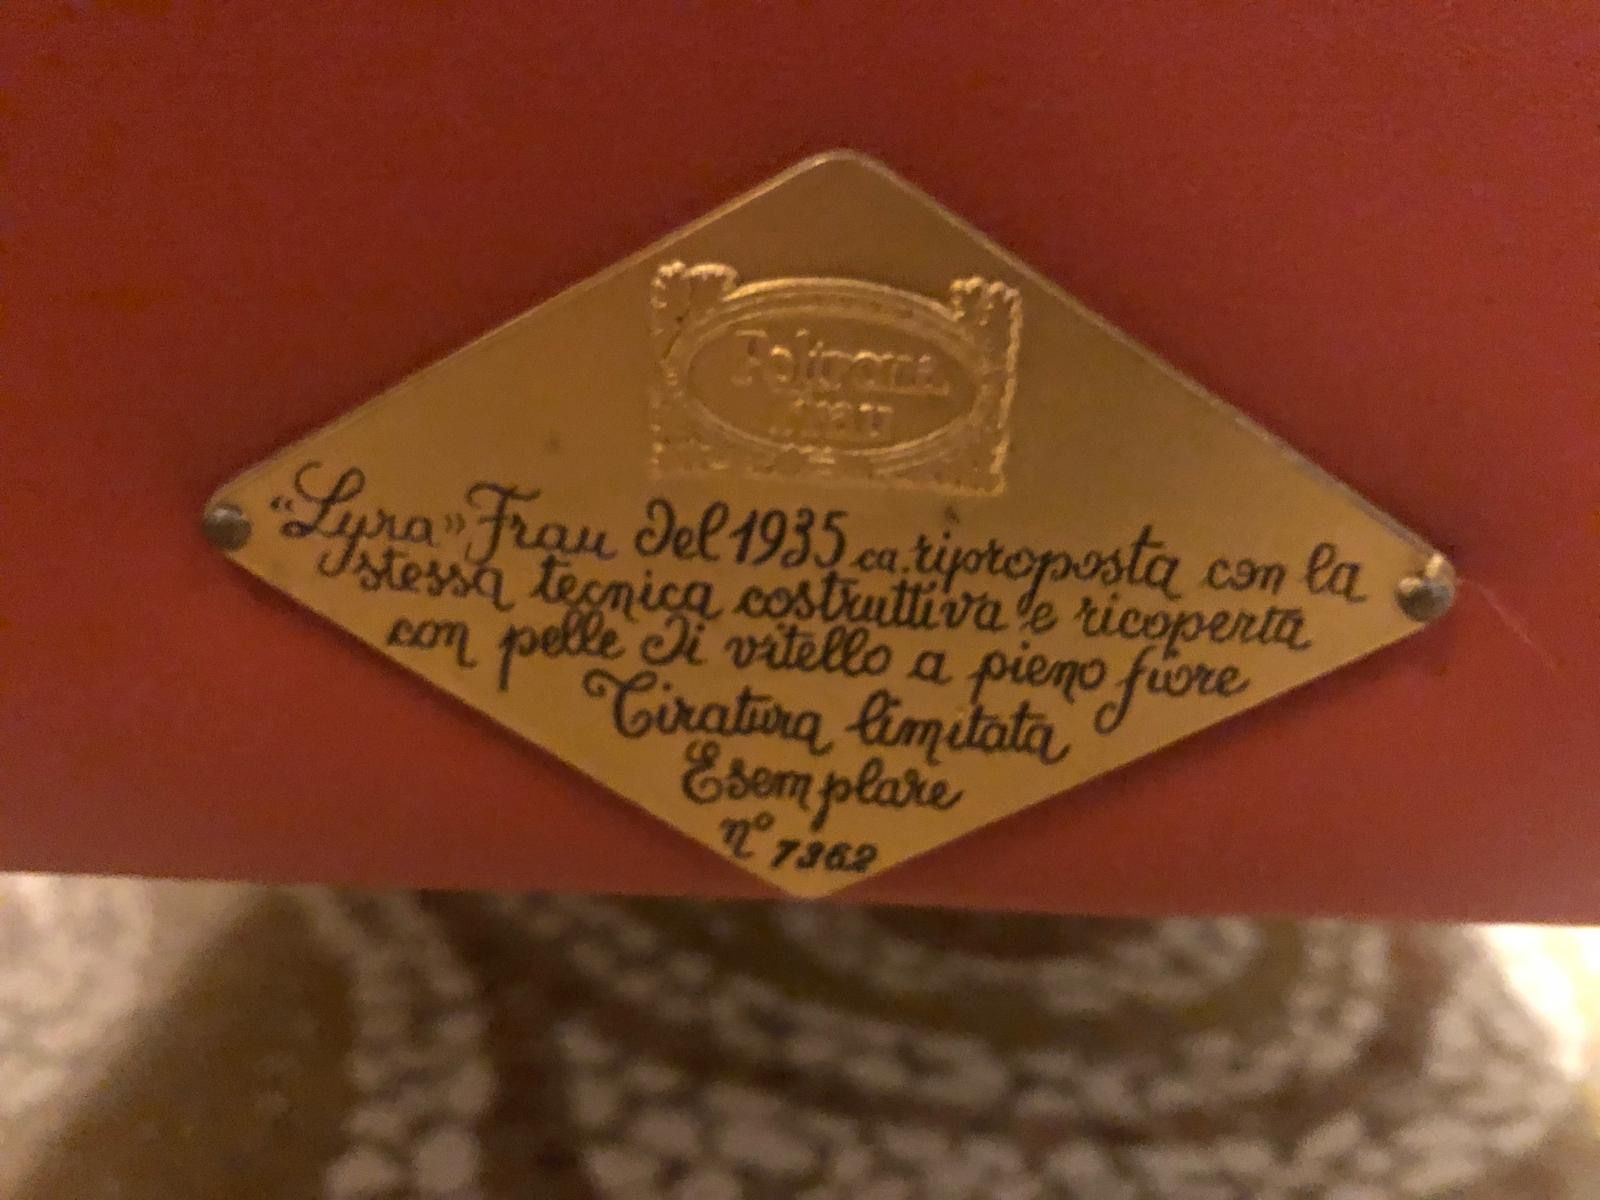 Poltrona
Frau
“Lyra” Frau del 1935 ca. riproposta con la
stessa tecnica costruttiva e ricoperta
con pelle di vitello a pieno fiore
Tiratura limitata
Esemplare
n° 7362